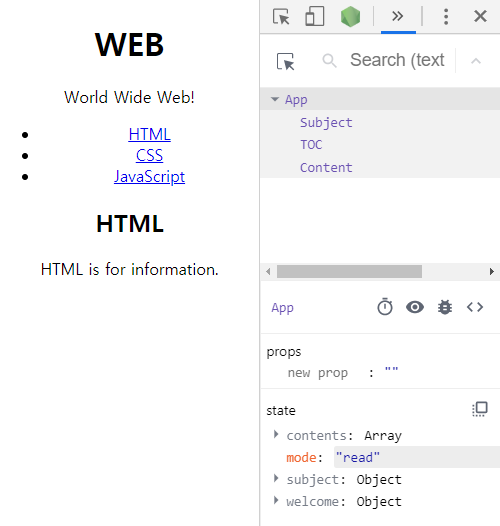 WEB
World Wide Web!
HTML
CSS
JavaScript
HTML
HTML is for information.
Search (text
App
Subject
TOC
Content
App
props
new prop : ""
state
contents: Array
mode: "read"
subject: Object
welcome: Object